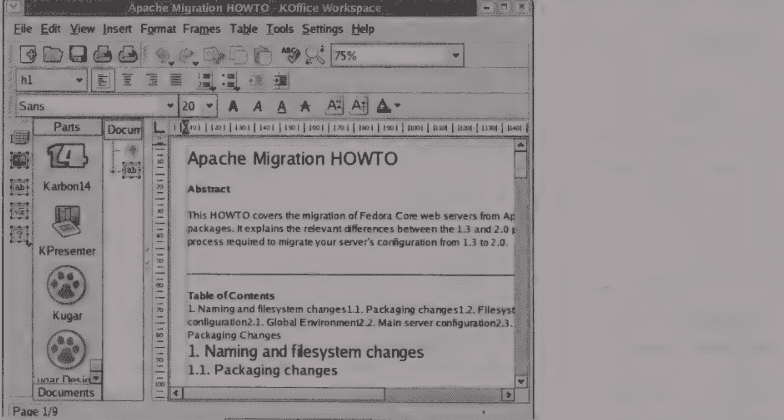 Apache Migration HOWTO - KOffice Workspace
File Edit View Insert Format Frames Table Tools Settings Help
75%
h1
Sans 20 A A A A
Parts
Docum
Karbon14
KPresenter
Kugar
Documents
Apache Migration HOWTO
Abstract
This HOWTO covers the migration of Fedora Core web servers from Ap
packages. It explains the relevant differences between the 1.3 and 2.0 p
process required to migrate your server's configuration from 1.3 to 2.0.
Table of Contents
1. Naming and filesystem changes1.1. Packaging changes1.2. Filesyst
configuration2.1. Global Environment2.2. Main server configuration2.3.
Packaging Changes
1. Naming and filesystem changes
1.1. Packaging changes
Page 1/9